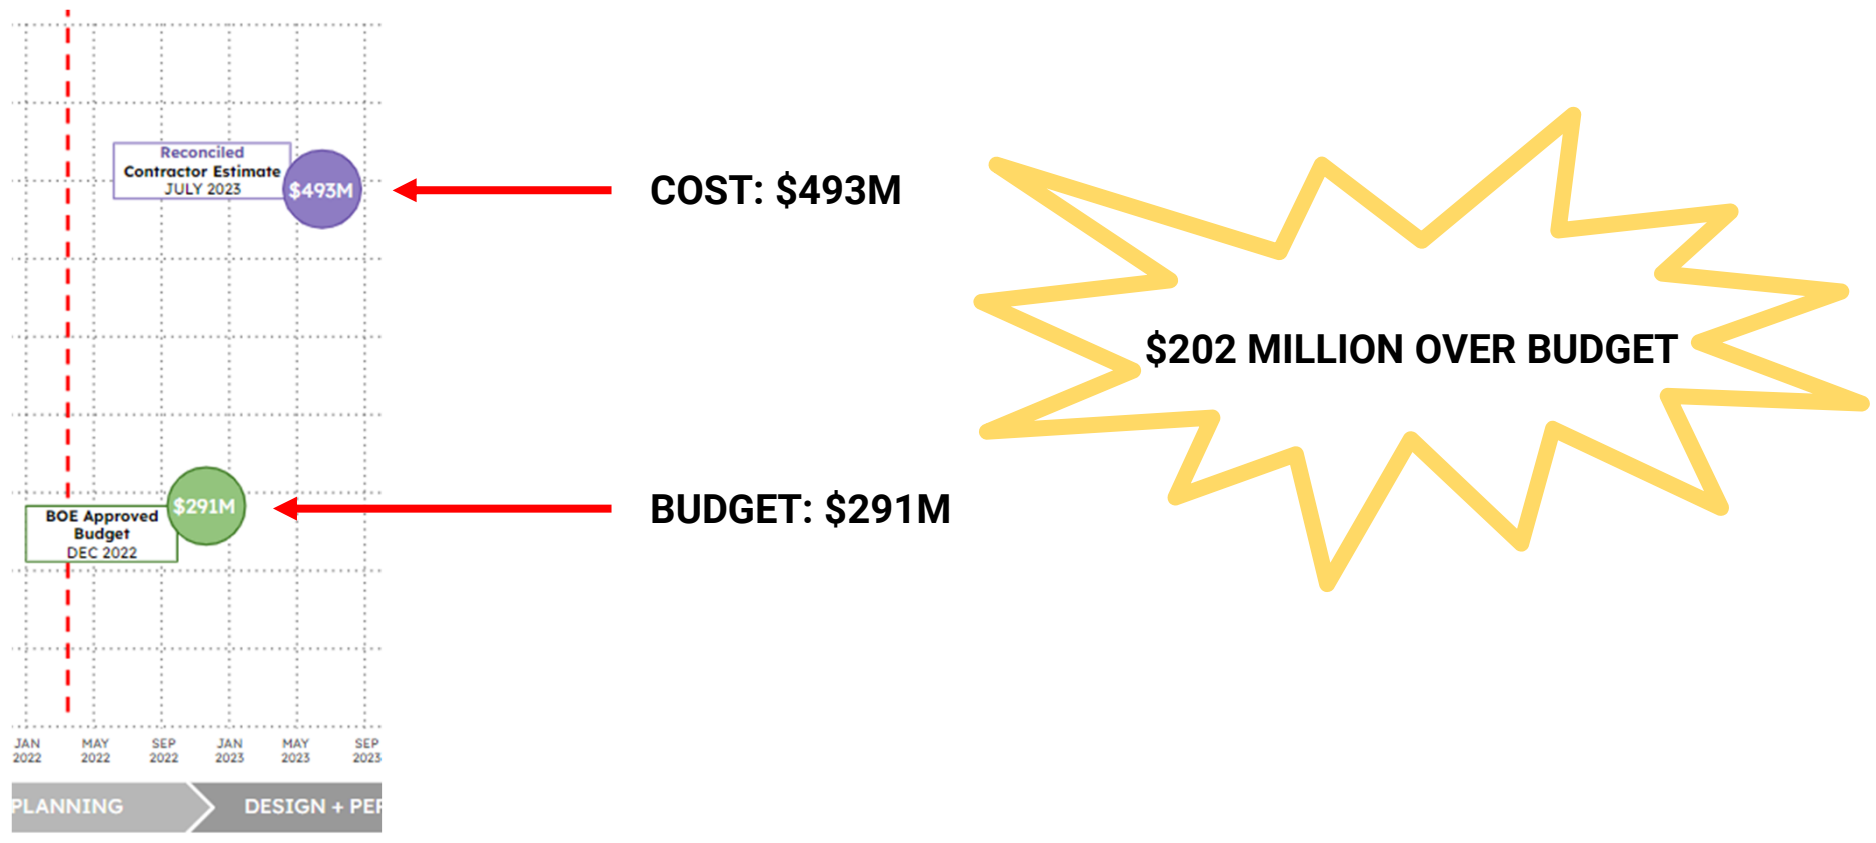 Reconciled
Contractor Estimate
JULY 2023
$493M
COST: $493M
$202 MILLION OVER BUDGET
$291M
BOE Approved
Budget
DEC 2022
BUDGET: $291M
JAN MAY SEP JAN MAY SEP
2022 2022 2022 2023 2023 2023
PLANNING
DESIGN +